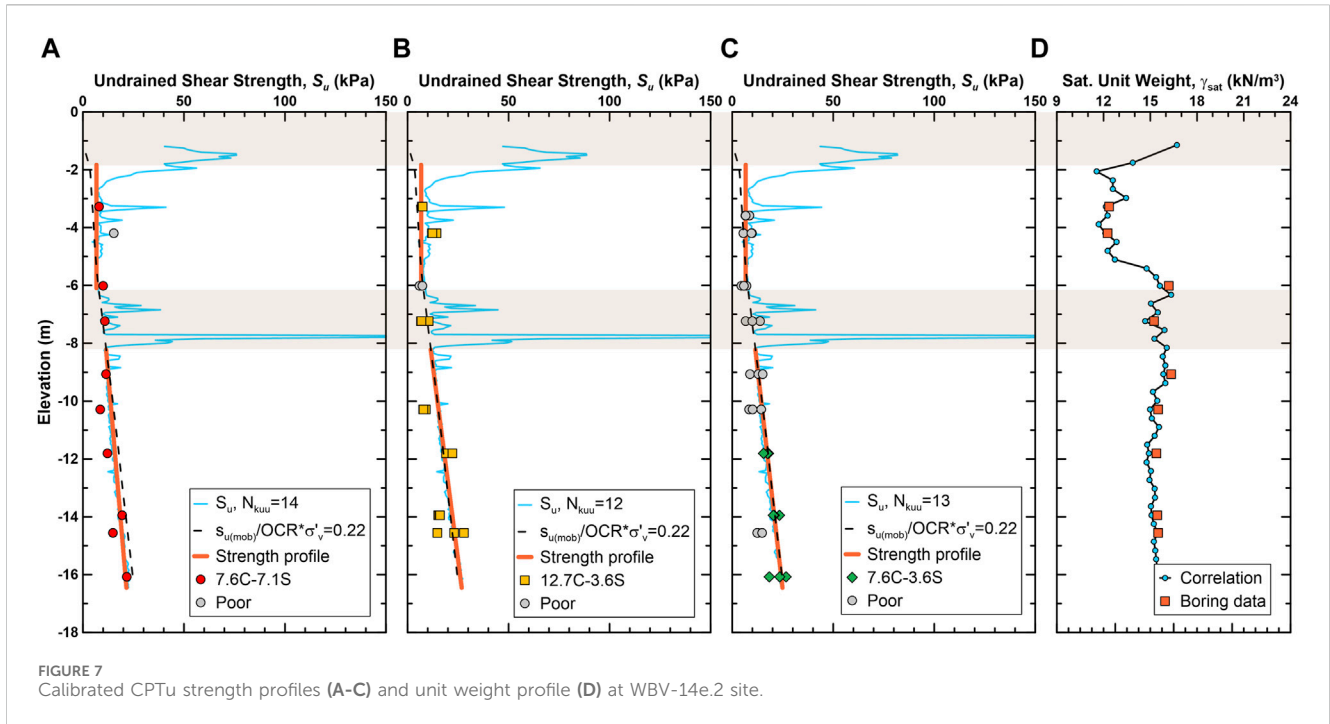 A B C D
Undrained Shear Strength, Su (kPa) Undrained Shear Strength, Su (kPa) Undrained Shear Strength, Su (kPa) Sat. Unit Weight, γsat (kN/m³)
0 50 100 150 0 50 100 150 0 50 100 150 9 12 15 18 21 24
Elevation (m)
0
-2
-4
-6
-8
-10
-12
-14
-16
-18
Su, Nkuu=14
su(mob)/OCR*σ'v=0.22
Strength profile
7.6C-7.1S
Poor
Su, Nkuu=12
su(mob)/OCR*σ'v=0.22
Strength profile
12.7C-3.6S
Poor
Su, Nkuu=13
su(mob)/OCR*σ'v=0.22
Strength profile
7.6C-3.6S
Poor
Correlation
Boring data
FIGURE 7
Calibrated CPTu strength profiles (A-C) and unit weight profile (D) at WBV-14e.2 site.